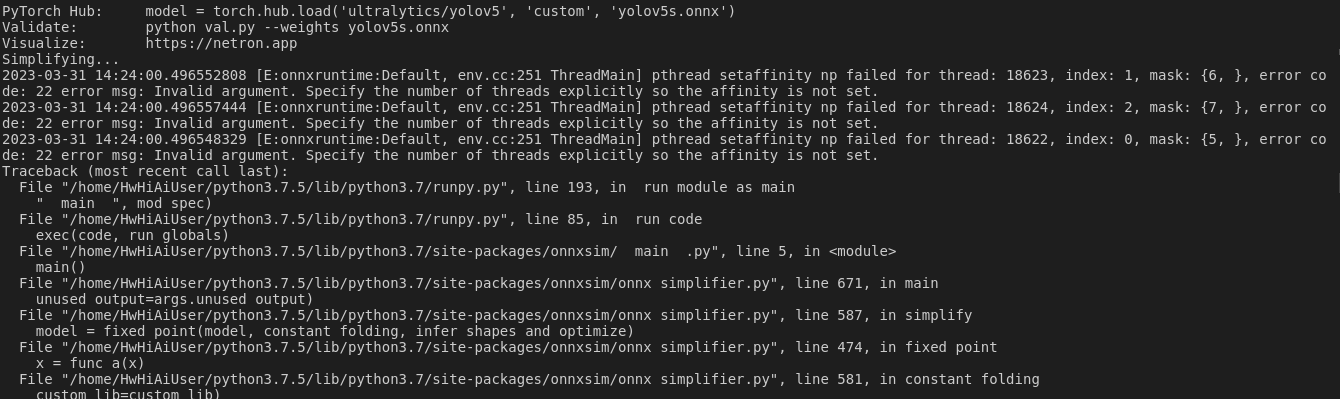 PyTorch Hub:     model = torch.hub.load('ultralytics/yolov5', 'custom', 'yolov5s.onnx')
Validate:        python val.py --weights yolov5s.onnx
Visualize:       https://netron.app
Simplifying...
2023-03-31 14:24:00.496552808 [E:onnxruntime:Default, env.cc:251 ThreadMain] pthread setaffinity np failed for thread: 18623, index: 1, mask: {6, }, error co
de: 22 error msg: Invalid argument. Specify the number of threads explicitly so the affinity is not set.
2023-03-31 14:24:00.496557444 [E:onnxruntime:Default, env.cc:251 ThreadMain] pthread setaffinity np failed for thread: 18624, index: 2, mask: {7, }, error co
de: 22 error msg: Invalid argument. Specify the number of threads explicitly so the affinity is not set.
2023-03-31 14:24:00.496548329 [E:onnxruntime:Default, env.cc:251 ThreadMain] pthread setaffinity np failed for thread: 18622, index: 0, mask: {5, }, error co
de: 22 error msg: Invalid argument. Specify the number of threads explicitly so the affinity is not set.
Traceback (most recent call last):
  File "/home/HwHiAiUser/python3.7.5/lib/python3.7/runpy.py", line 193, in  run module as main
    "  main  ", mod spec)
  File "/home/HwHiAiUser/python3.7.5/lib/python3.7/runpy.py", line 85, in  run code
    exec(code, run globals)
  File "/home/HwHiAiUser/python3.7.5/lib/python3.7/site-packages/onnxsim/  main  .py", line 5, in <module>
    main()
  File "/home/HwHiAiUser/python3.7.5/lib/python3.7/site-packages/onnxsim/onnx simplifier.py", line 671, in main
    unused output=args.unused output)
  File "/home/HwHiAiUser/python3.7.5/lib/python3.7/site-packages/onnxsim/onnx simplifier.py", line 587, in simplify
    model = fixed point(model, constant folding, infer shapes and optimize)
  File "/home/HwHiAiUser/python3.7.5/lib/python3.7/site-packages/onnxsim/onnx simplifier.py", line 474, in fixed point
    x = func a(x)
  File "/home/HwHiAiUser/python3.7.5/lib/python3.7/site-packages/onnxsim/onnx simplifier.py", line 581, in constant folding
    custom lib=custom lib)